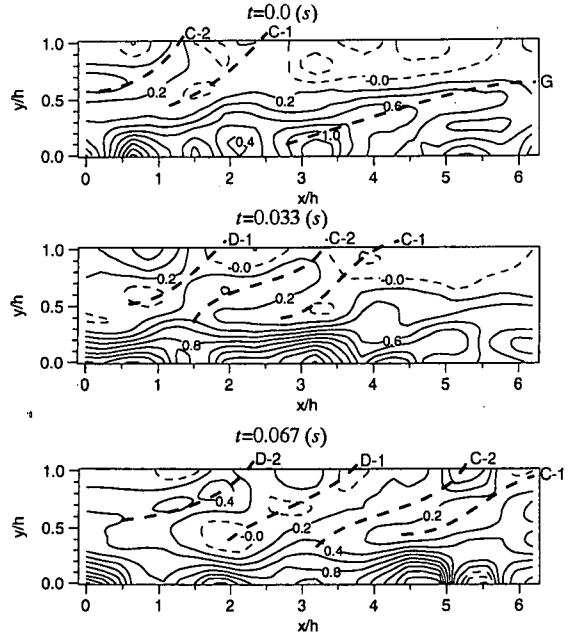 t=0.0 (s)
C-2 C-1
1.0
-0.0
G
y/h 0.5 0.2 0.2 0.6
0.4 1.0
0.0
0 1 2 3 4 5 6
x/h
t=0.033 (s)
D-1 C-2 C-1
1.0
0.2 -0.0 -0.0
y/h 0.5 0.2
0.8 0.6
0.0
0 1 2 3 4 5 6
x/h
t=0.067 (s)
D-2 D-1 C-2
1.0 C-1
0.4
y/h 0.5 0.2 0.2
-0.0
0.4
0.8
0.0
0 1 2 3 4 5 6
x/h